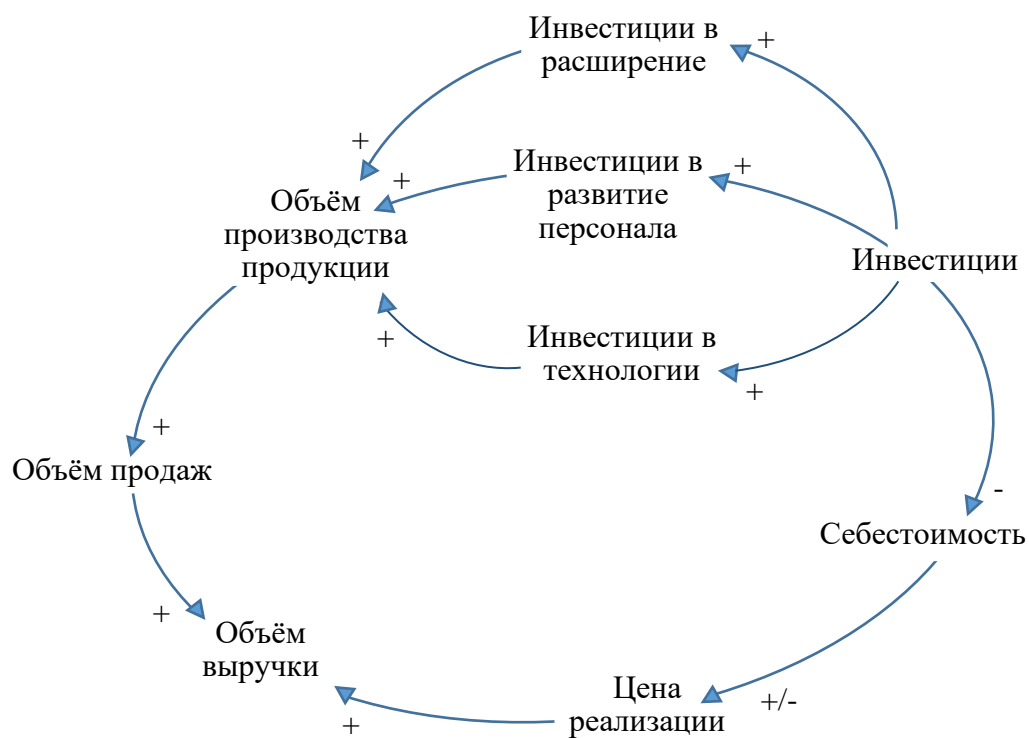 Инвестиции в
расширение
+
+
Инвестиции в
развитие
персонала
+
+
Объём
производства
продукции
Инвестиции
Инвестиции в
технологии
+
+
+
Объём продаж
-
Себестоимость
+
Объём
выручки
Цена
реализации
+/-
+